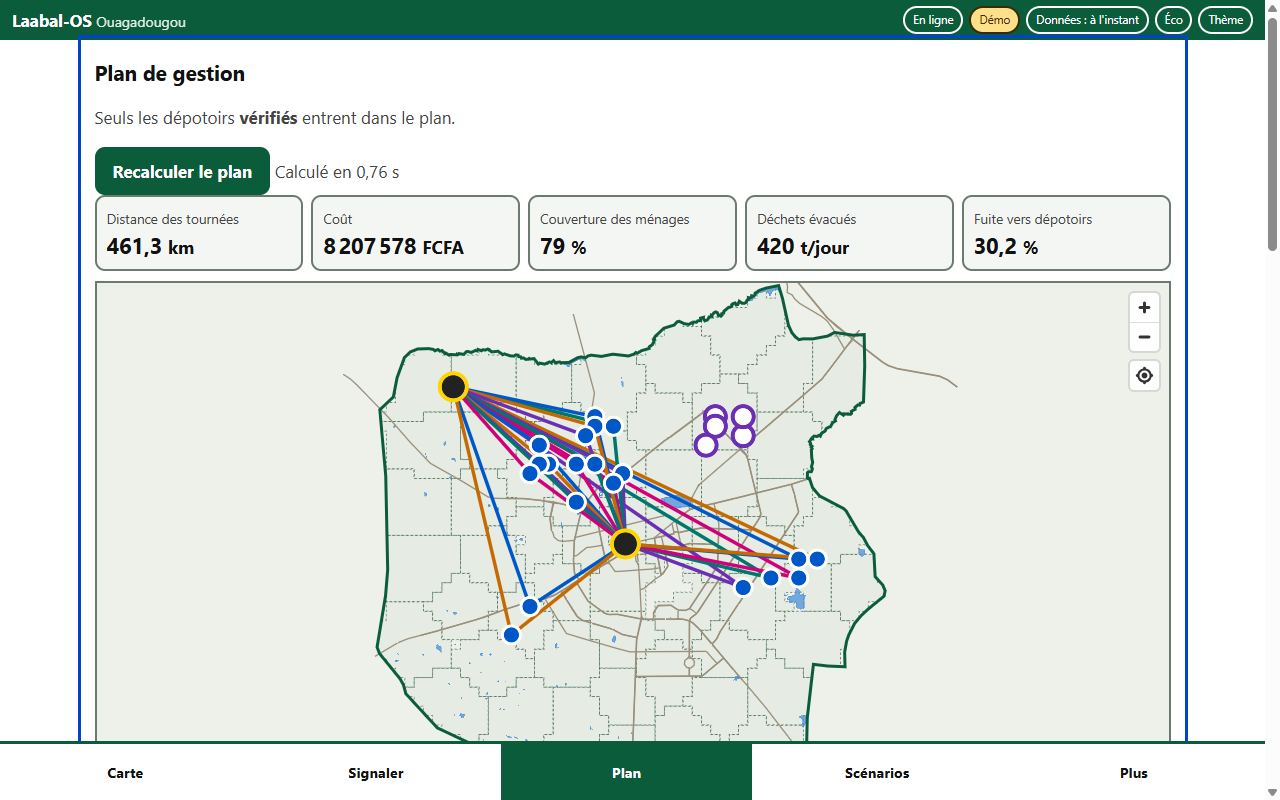 Laabal-OS Ouagadougou
En ligne
Démo
Données : à l'instant
Éco
Thème
Plan de gestion
Seuls les dépotoirs vérifiés entrent dans le plan.
Recalculer le plan Calculé en 0,76 s
Distance des tournées
461,3 km
Coût
8 207 578 FCFA
Couverture des ménages
79 %
Déchets évacués
420 t/jour
Fuite vers dépotoirs
30,2 %
+
−
Carte
Signaler
Plan
Scénarios
Plus